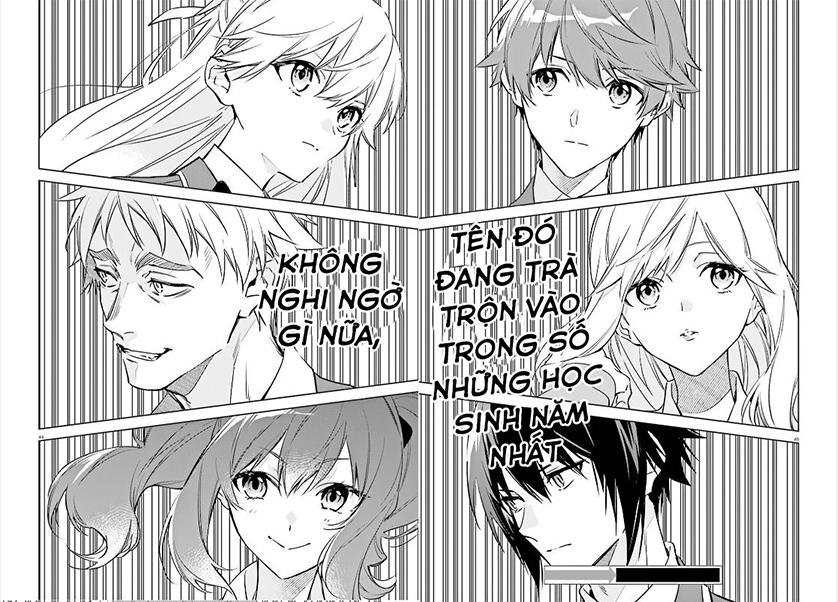 KHÔNG
NGHI NGỜ
GÌ NỮA,
TÊN ĐÓ
ĐANG TRÀ
TRỘN VÀO
TRONG SỐ
NHỮNG HỌC
SINH NĂM
NHẤT